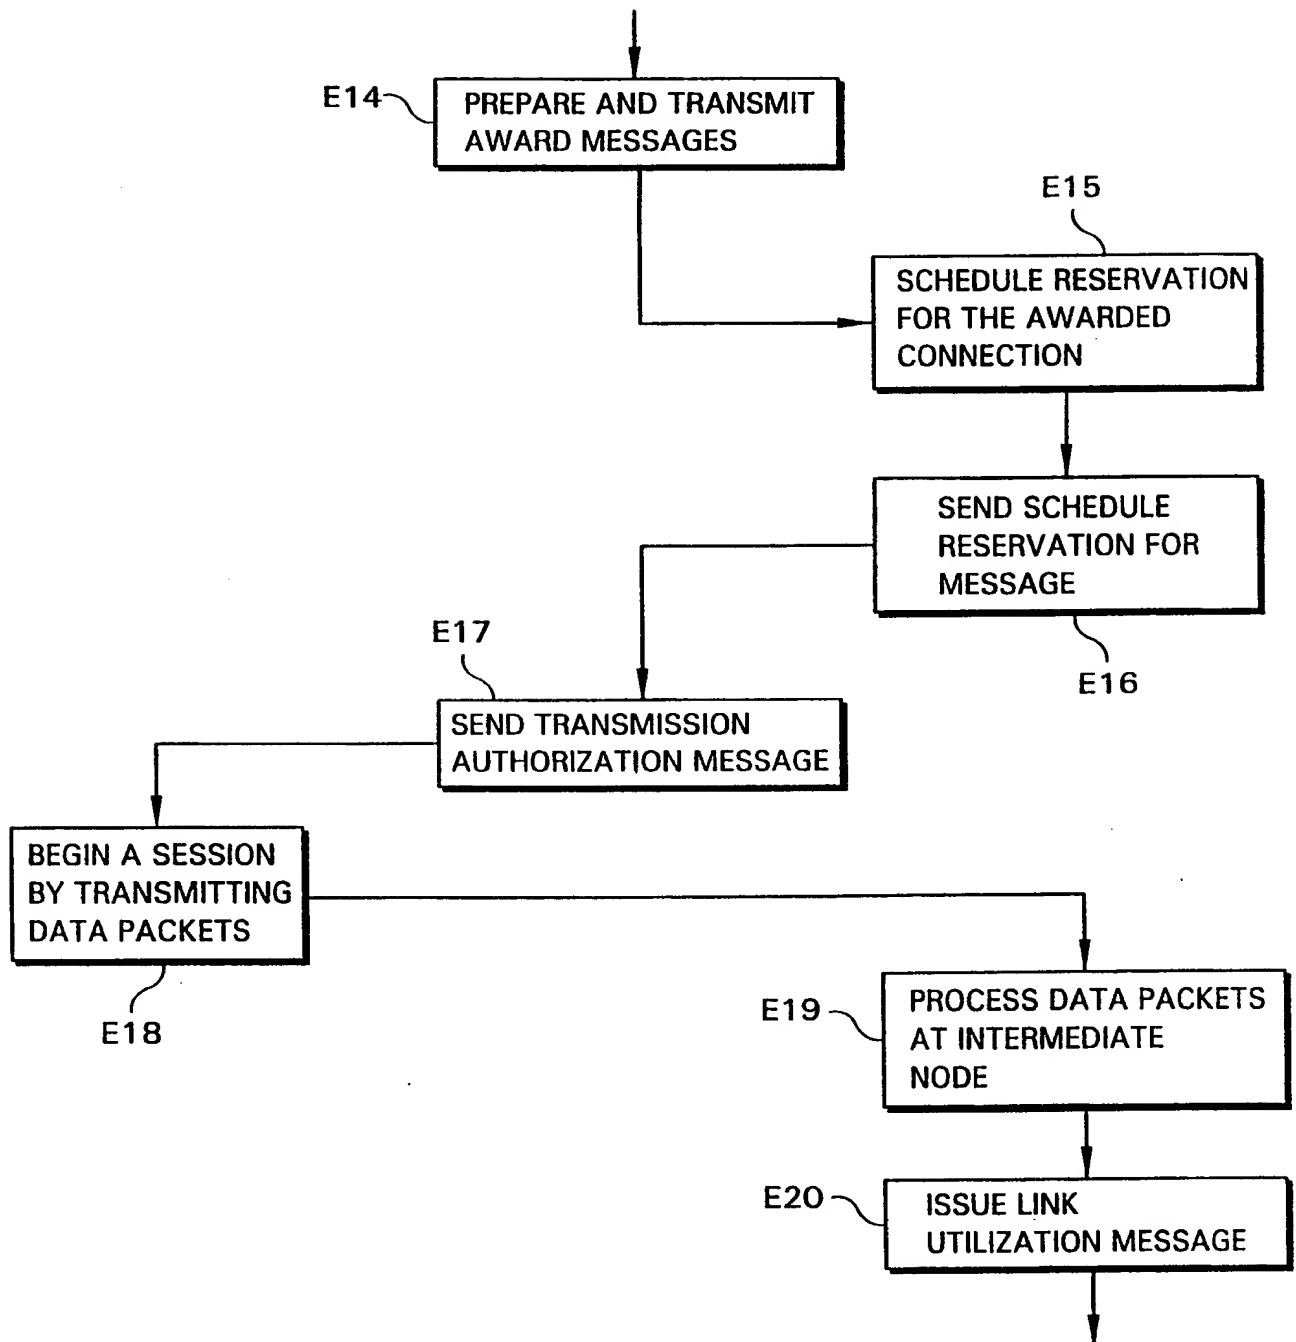 E14
PREPARE AND TRANSMIT
AWARD MESSAGES
E15
SCHEDULE RESERVATION
FOR THE AWARDED
CONNECTION
SEND SCHEDULE
RESERVATION FOR
MESSAGE
E16
E17
SEND TRANSMISSION
AUTHORIZATION MESSAGE
BEGIN A SESSION
BY TRANSMITTING
DATA PACKETS
E18
E19
PROCESS DATA PACKETS
AT INTERMEDIATE
NODE
E20
ISSUE LINK
UTILIZATION MESSAGE